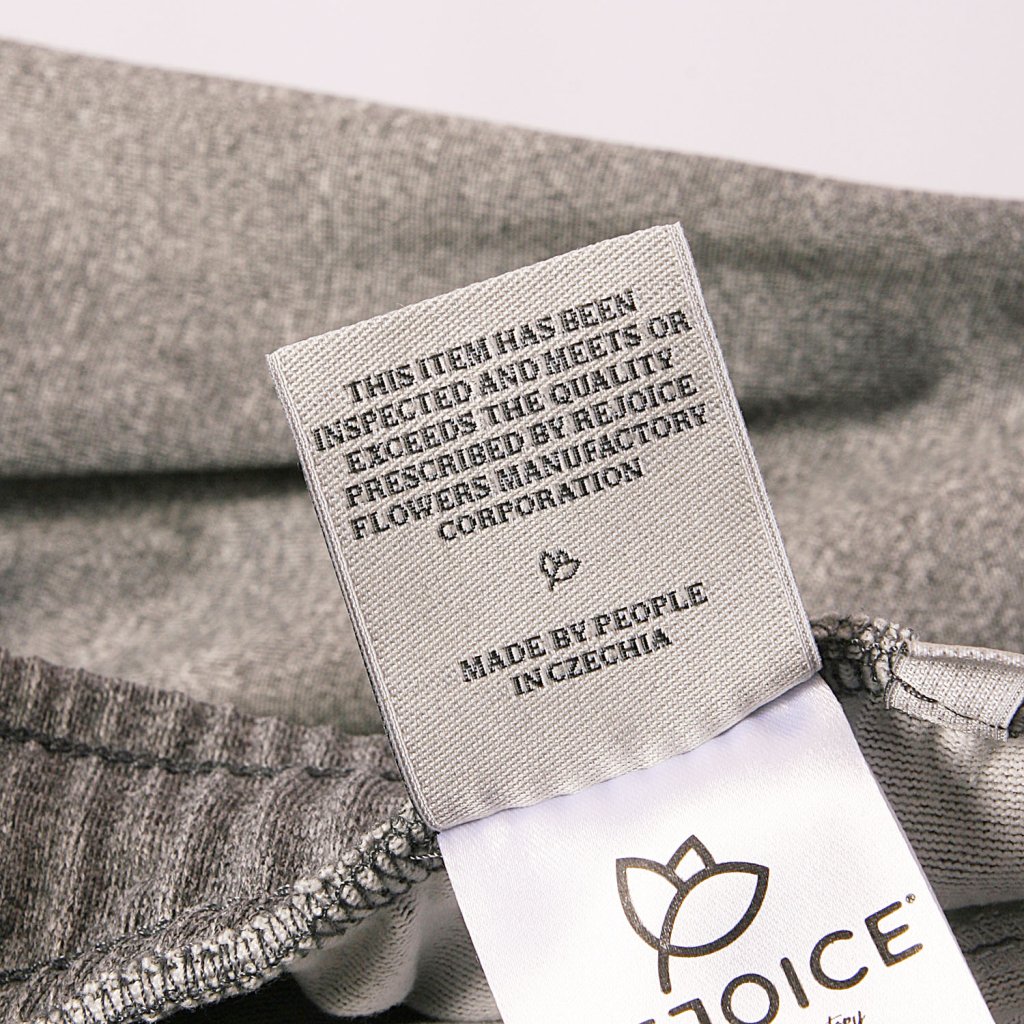 THIS ITEM HAS BEEN
INSPECTED AND MEETS OR
EXCEEDS THE QUALITY
PRESCRIBED BY REJOICE
FLOWERS MANUFACTORY
CORPORATION
MADE BY PEOPLE
IN CZECHIA
EJOICE®